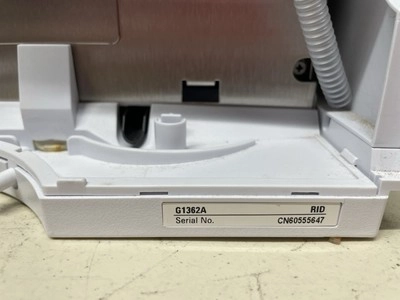 G1362A RID
Serial No. CN60555647